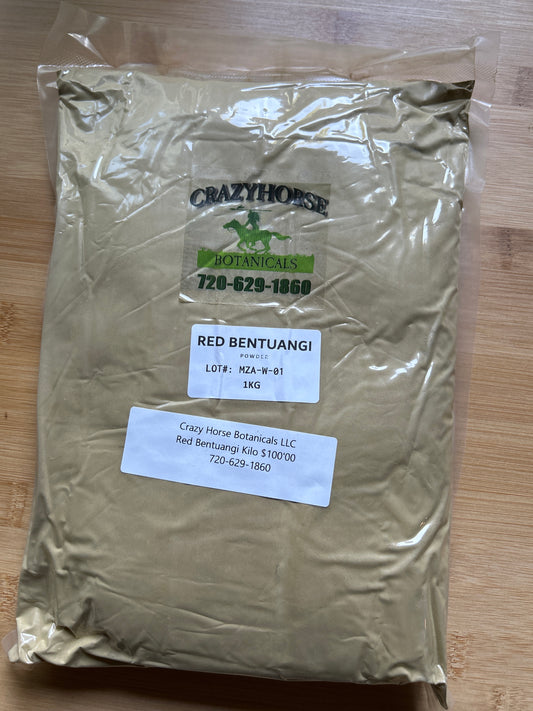 CRAZYHORSE
BOTANICALS
720-629-1860
RED BENTUANGI
POWDER
LOT#: MZA-W-01
1KG
Crazy Horse Botanicals LLC
Red Bentuangi Kilo $100'00
720-629-1860